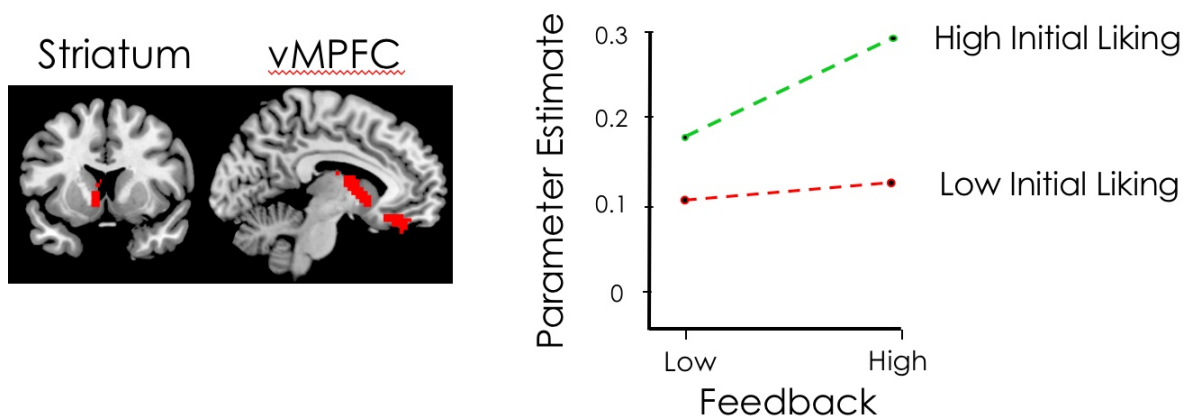 Striatum
vMPFC
Parameter Estimate
0.3
0.2
0.1
0
High Initial Liking
Low Initial Liking
Low
High
Feedback